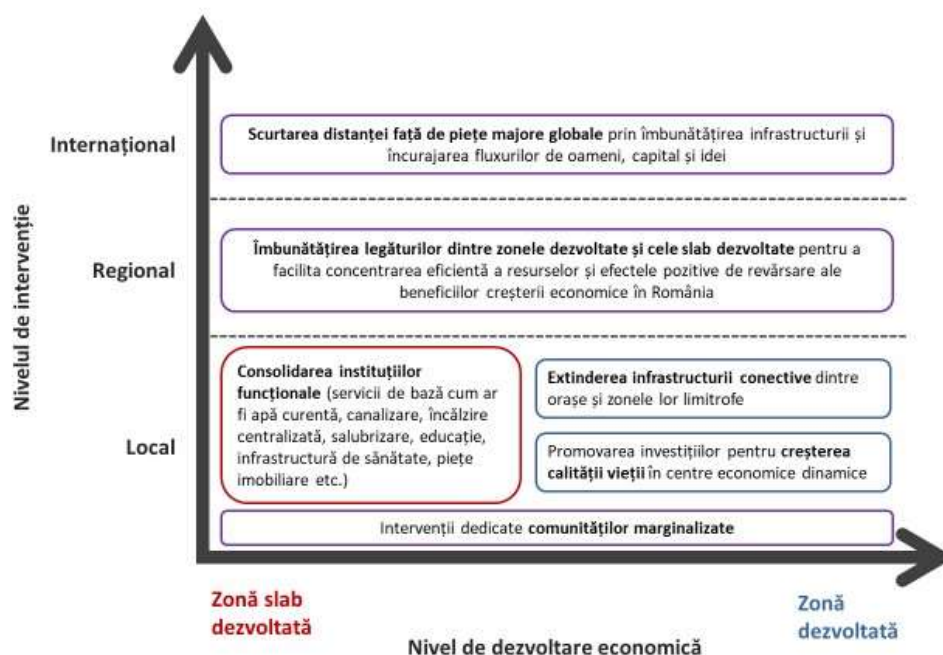 Internațional
Scurtarea distanței față de piețe majore globale prin îmbunătățirea infrastructurii și
încurajarea fluxurilor de oameni, capital și idei
Nivelul de intervenție
Regional
Îmbunătățirea legăturilor dintre zonele dezvoltate și cele slab dezvoltate pentru a
facilita concentrarea eficientă a resurselor și efectele pozitive de revărsare ale
beneficiilor creșterii economice în România
Local
Consolidarea instituțiilor
funcționale (servicii de bază cum ar
fi apă curentă, canalizare, încălzire
centralizată, salubrizare, educație,
infrastructură de sănătate, piețe
imobiliare etc.)
Extinderea infrastructurii conective dintre
orașe și zonele lor limitrofe
Promovarea investițiilor pentru creșterea
calității vieții în centre economice dinamice
Intervenții dedicate comunităților marginalizate
Zonă slab
dezvoltată
Zonă
dezvoltată
Nivel de dezvoltare economică